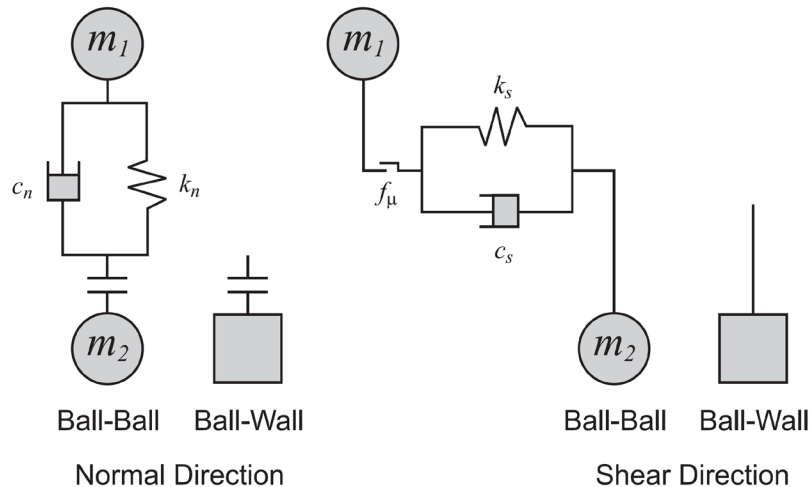 m1
cn
kn
m2
Ball-Ball
Ball-Wall
Normal Direction
m1
ks
fμ
cs
m2
Ball-Ball
Ball-Wall
Shear Direction